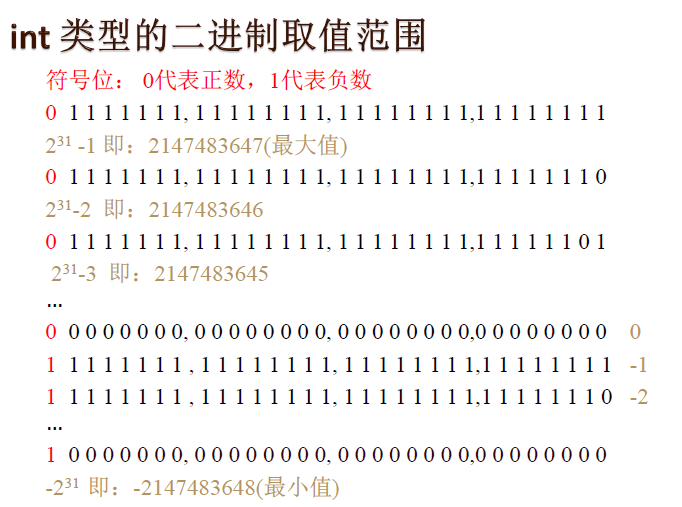 int 类型的二进制取值范围
符号位： 0代表正数，1代表负数
0 1 1 1 1 1 1 1, 1 1 1 1 1 1 1 1, 1 1 1 1 1 1 1 1,1 1 1 1 1 1 1 1
2³¹ -1 即：2147483647(最大值)
0 1 1 1 1 1 1 1, 1 1 1 1 1 1 1 1, 1 1 1 1 1 1 1 1,1 1 1 1 1 1 1 0
2³¹-2 即：2147483646
0 1 1 1 1 1 1 1, 1 1 1 1 1 1 1 1, 1 1 1 1 1 1 1 1,1 1 1 1 1 1 0 1
2³¹-3 即：2147483645
...
0 0 0 0 0 0 0 0, 0 0 0 0 0 0 0 0, 0 0 0 0 0 0 0 0,0 0 0 0 0 0 0 0 0
1 1 1 1 1 1 1 1 , 1 1 1 1 1 1 1 1, 1 1 1 1 1 1 1 1,1 1 1 1 1 1 1 1 -1
1 1 1 1 1 1 1 1 , 1 1 1 1 1 1 1 1, 1 1 1 1 1 1 1 1,1 1 1 1 1 1 1 0 -2
...
1 0 0 0 0 0 0 0, 0 0 0 0 0 0 0 0, 0 0 0 0 0 0 0 0,0 0 0 0 0 0 0 0
-2³¹ 即：-2147483648(最小值)